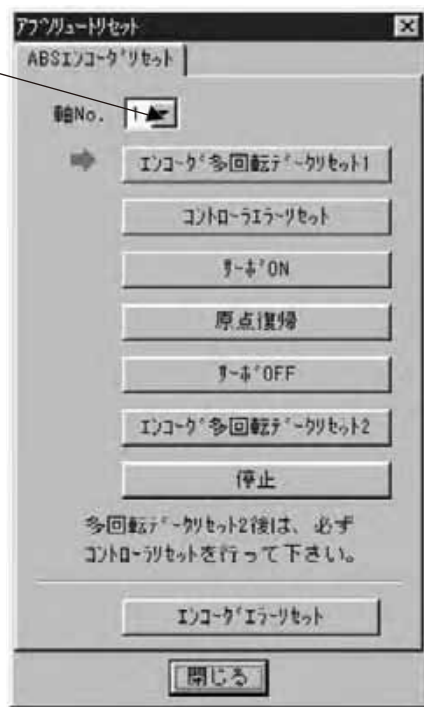 アブソリュートリセット
ABSエンコーダリセット
軸No. 1
エンコーダ多回転データリセット1
コントローラエラーリセット
サーボON
原点復帰
サーボOFF
エンコーダ多回転データリセット2
停止
多回転データリセット2後は、必ず
コントローラリセットを行って下さい。
エンコーダエラーリセット
閉じる